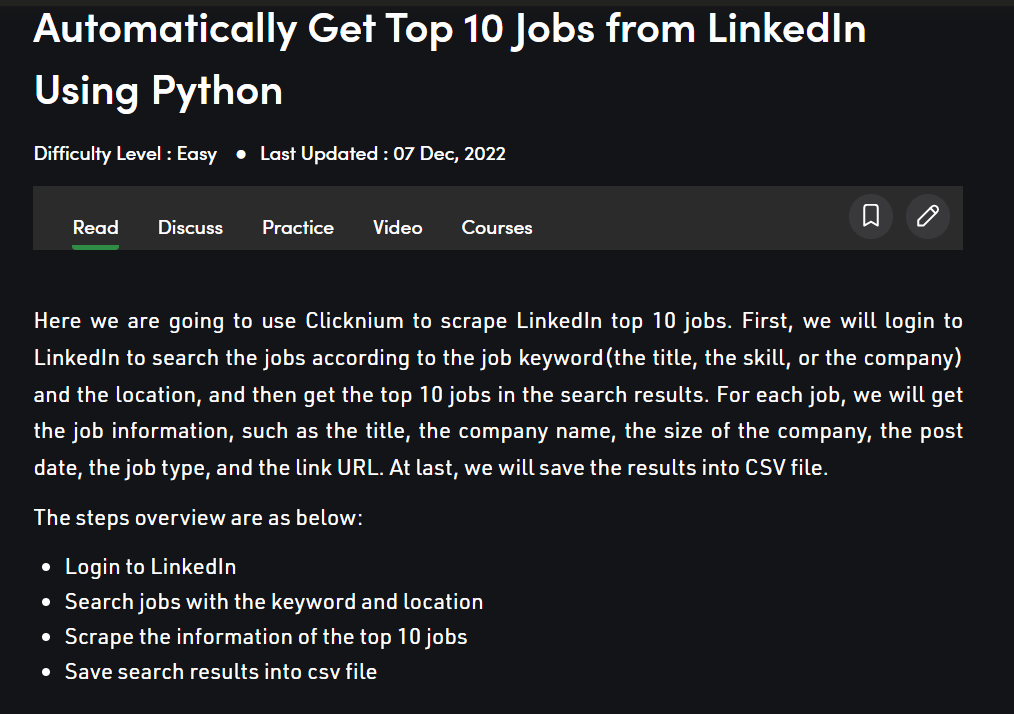 Automatically Get Top 10 Jobs from LinkedIn
Using Python
Difficulty Level : Easy ● Last Updated : 07 Dec, 2022
Read Discuss Practice Video Courses
Here we are going to use Clicknium to scrape LinkedIn top 10 jobs. First, we will login to
LinkedIn to search the jobs according to the job keyword(the title, the skill, or the company)
and the location, and then get the top 10 jobs in the search results. For each job, we will get
the job information, such as the title, the company name, the size of the company, the post
date, the job type, and the link URL. At last, we will save the results into CSV file.
The steps overview are as below:
• Login to LinkedIn
• Search jobs with the keyword and location
• Scrape the information of the top 10 jobs
• Save search results into csv file